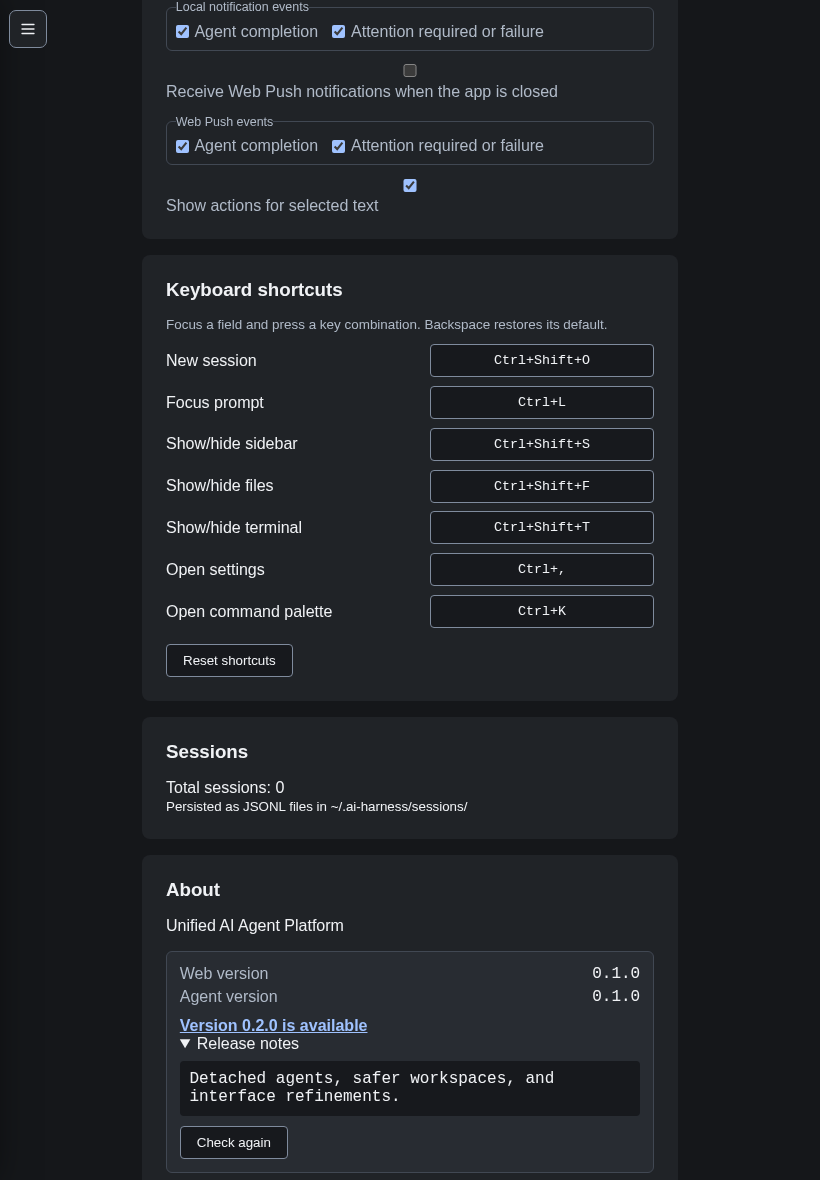 Local notification events
Agent completion Attention required or failure
Receive Web Push notifications when the app is closed
Web Push events
Agent completion Attention required or failure
Show actions for selected text
Keyboard shortcuts
Focus a field and press a key combination. Backspace restores its default.
New session Ctrl+Shift+O
Focus prompt Ctrl+L
Show/hide sidebar Ctrl+Shift+S
Show/hide files Ctrl+Shift+F
Show/hide terminal Ctrl+Shift+T
Open settings Ctrl+,
Open command palette Ctrl+K
Reset shortcuts
Sessions
Total sessions: 0
Persisted as JSONL files in ~/.ai-harness/sessions/
About
Unified AI Agent Platform
Web version 0.1.0
Agent version 0.1.0
Version 0.2.0 is available
▼ Release notes
Detached agents, safer workspaces, and
interface refinements.
Check again